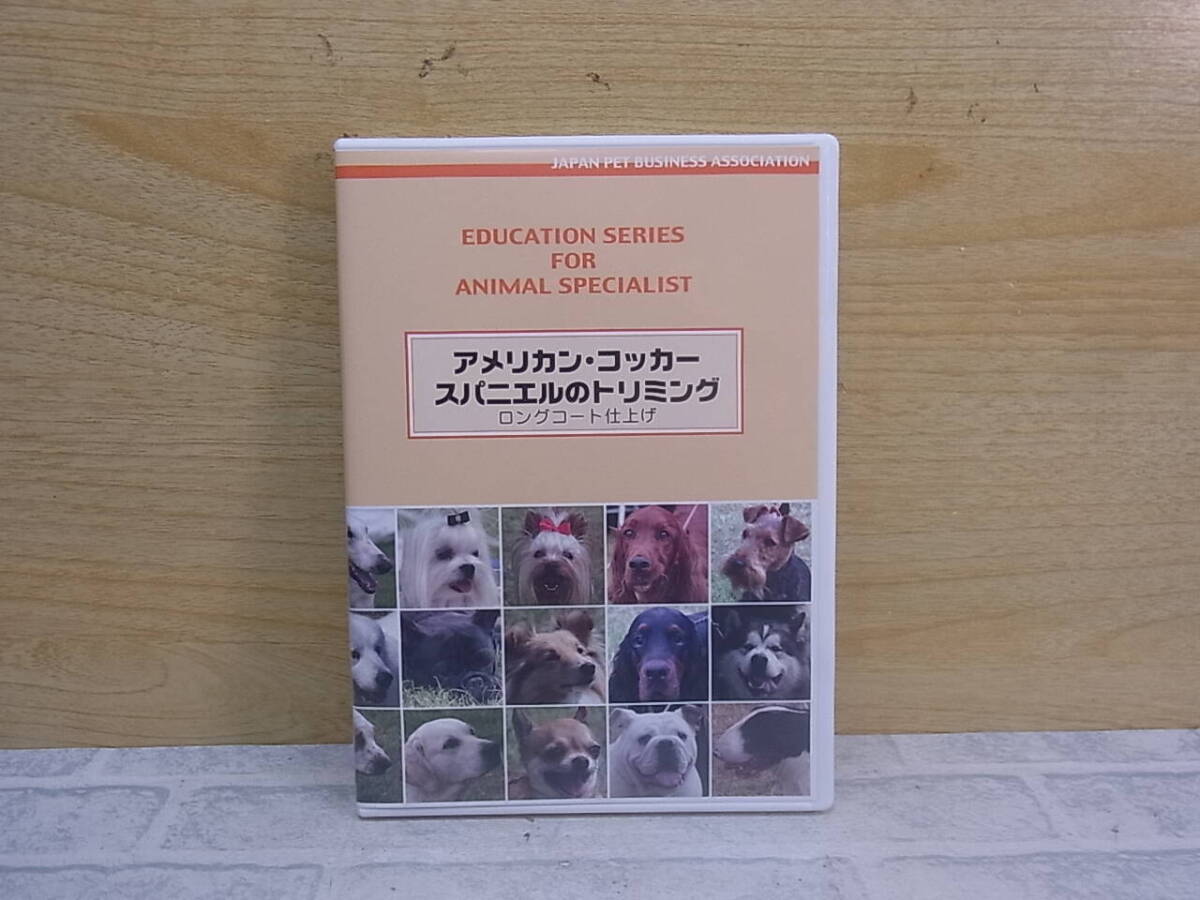 JAPAN PET BUSINESS ASSOCIATION
EDUCATION SERIES
FOR
ANIMAL SPECIALIST
アメリカン・コッカー
スパニエルのトリミング
ロングコート仕上げ